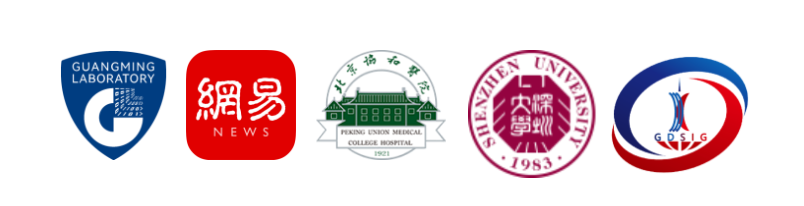 GUANGMING
LABORATORY
網易
NEWS
北京協和醫院
PEKING UNION MEDICAL
COLLEGE HOSPITAL
1921
SHENZHEN UNIVERSITY
深圳
大學
·1983·
GDSIG